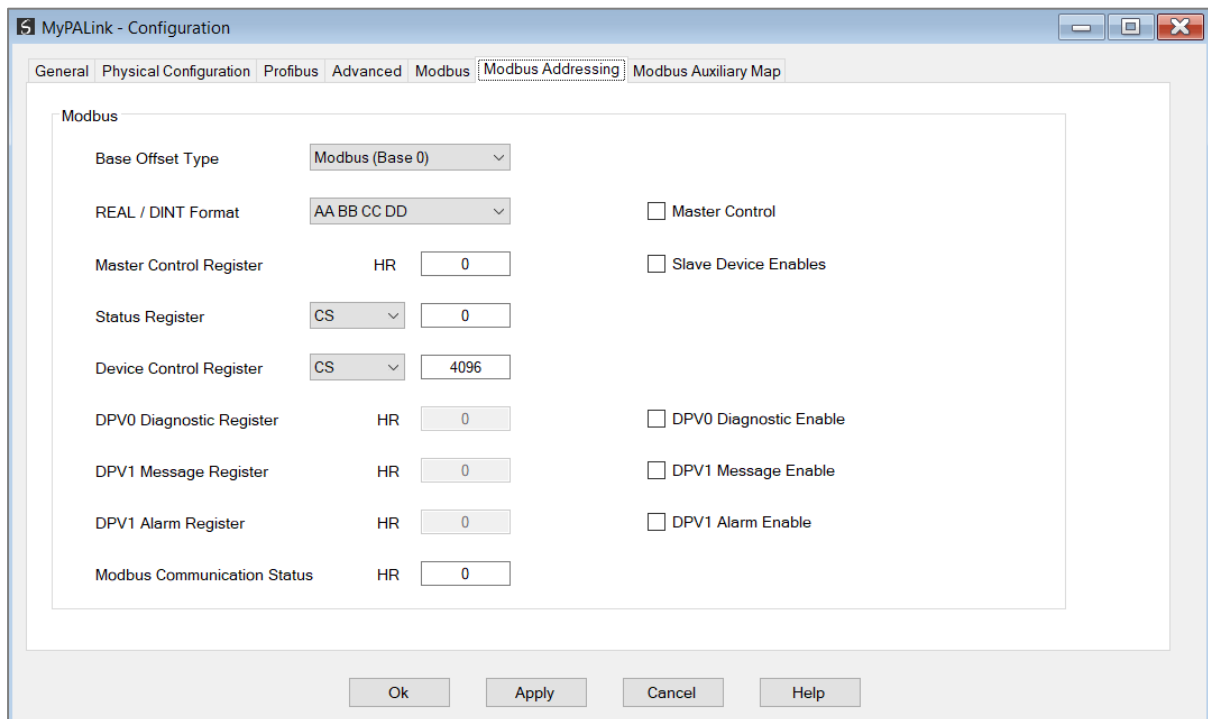 MyPALink - Configuration
General Physical Configuration Profibus Advanced Modbus Modbus Addressing Modbus Auxiliary Map
Modbus
Base Offset Type Modbus (Base 0)
REAL / DINT Format AA BB CC DD Master Control
Master Control Register HR 0 Slave Device Enables
Status Register CS 0
Device Control Register CS 4096
DPV0 Diagnostic Register HR 0 DPV0 Diagnostic Enable
DPV1 Message Register HR 0 DPV1 Message Enable
DPV1 Alarm Register HR 0 DPV1 Alarm Enable
Modbus Communication Status HR 0
Ok Apply Cancel Help